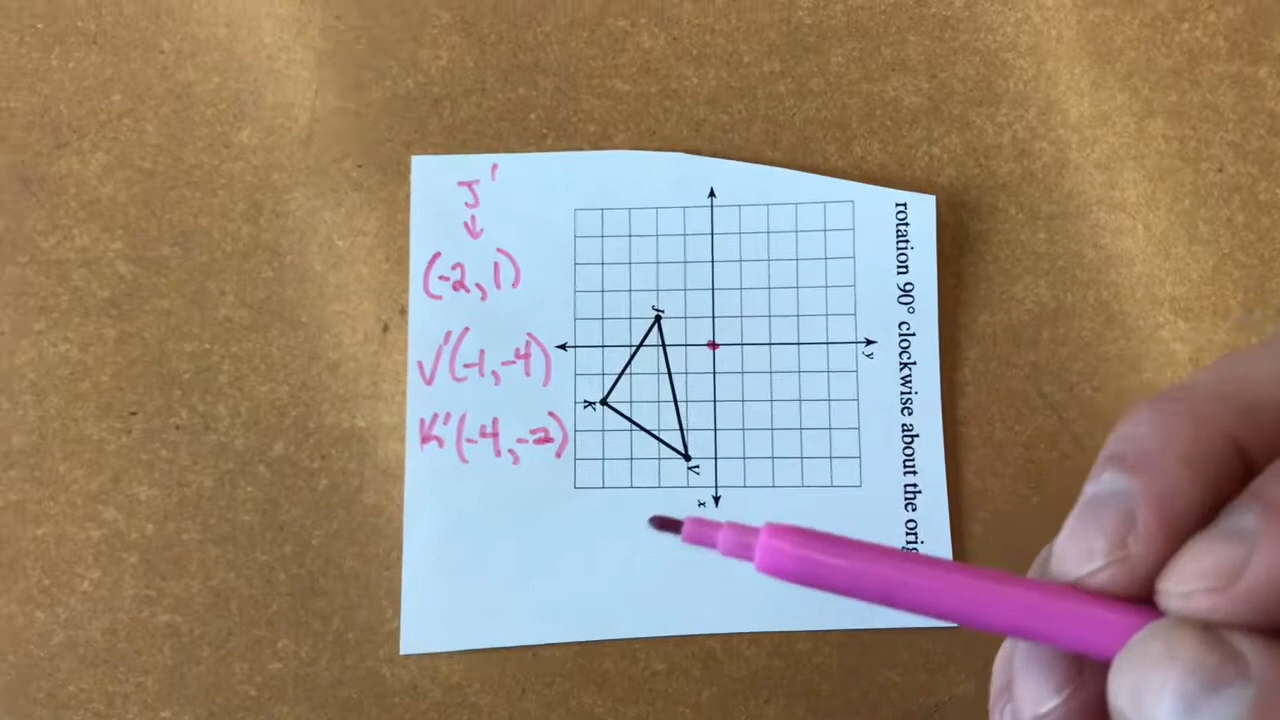 rotation 90° clockwise about the orig
y
x
J
K
V
J'
↓
(-2,1)
V'(-1,-4)
K'(-4,-2)